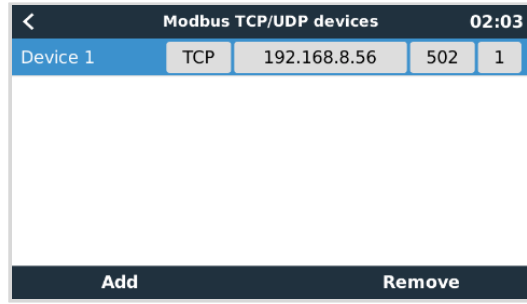 Modbus TCP/UDP devices 02:03
Device 1 TCP 192.168.8.56 502 1
Add Remove